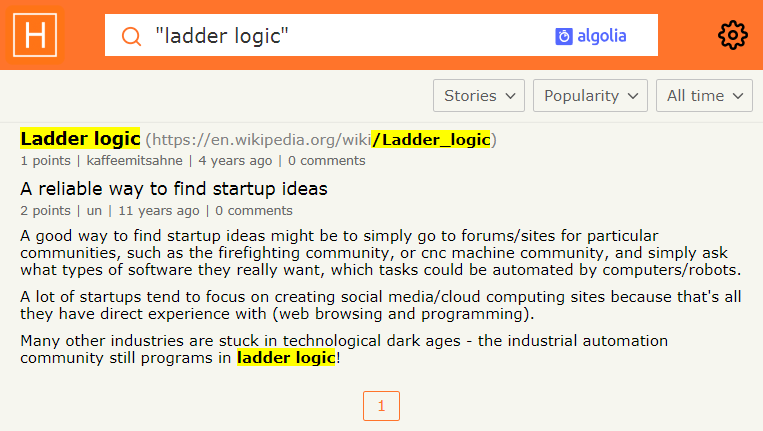 H
"ladder logic"
algolia
Stories
Popularity
All time
Ladder logic (https://en.wikipedia.org/wiki/Ladder_logic)
1 points | kaffeemitsahne | 4 years ago | 0 comments
A reliable way to find startup ideas
2 points | un | 11 years ago | 0 comments
A good way to find startup ideas might be to simply go to forums/sites for particular
communities, such as the firefighting community, or cnc machine community, and simply ask
what types of software they really want, which tasks could be automated by computers/robots.
A lot of startups tend to focus on creating social media/cloud computing sites because that's all
they have direct experience with (web browsing and programming).
Many other industries are stuck in technological dark ages - the industrial automation
community still programs in ladder logic!
1